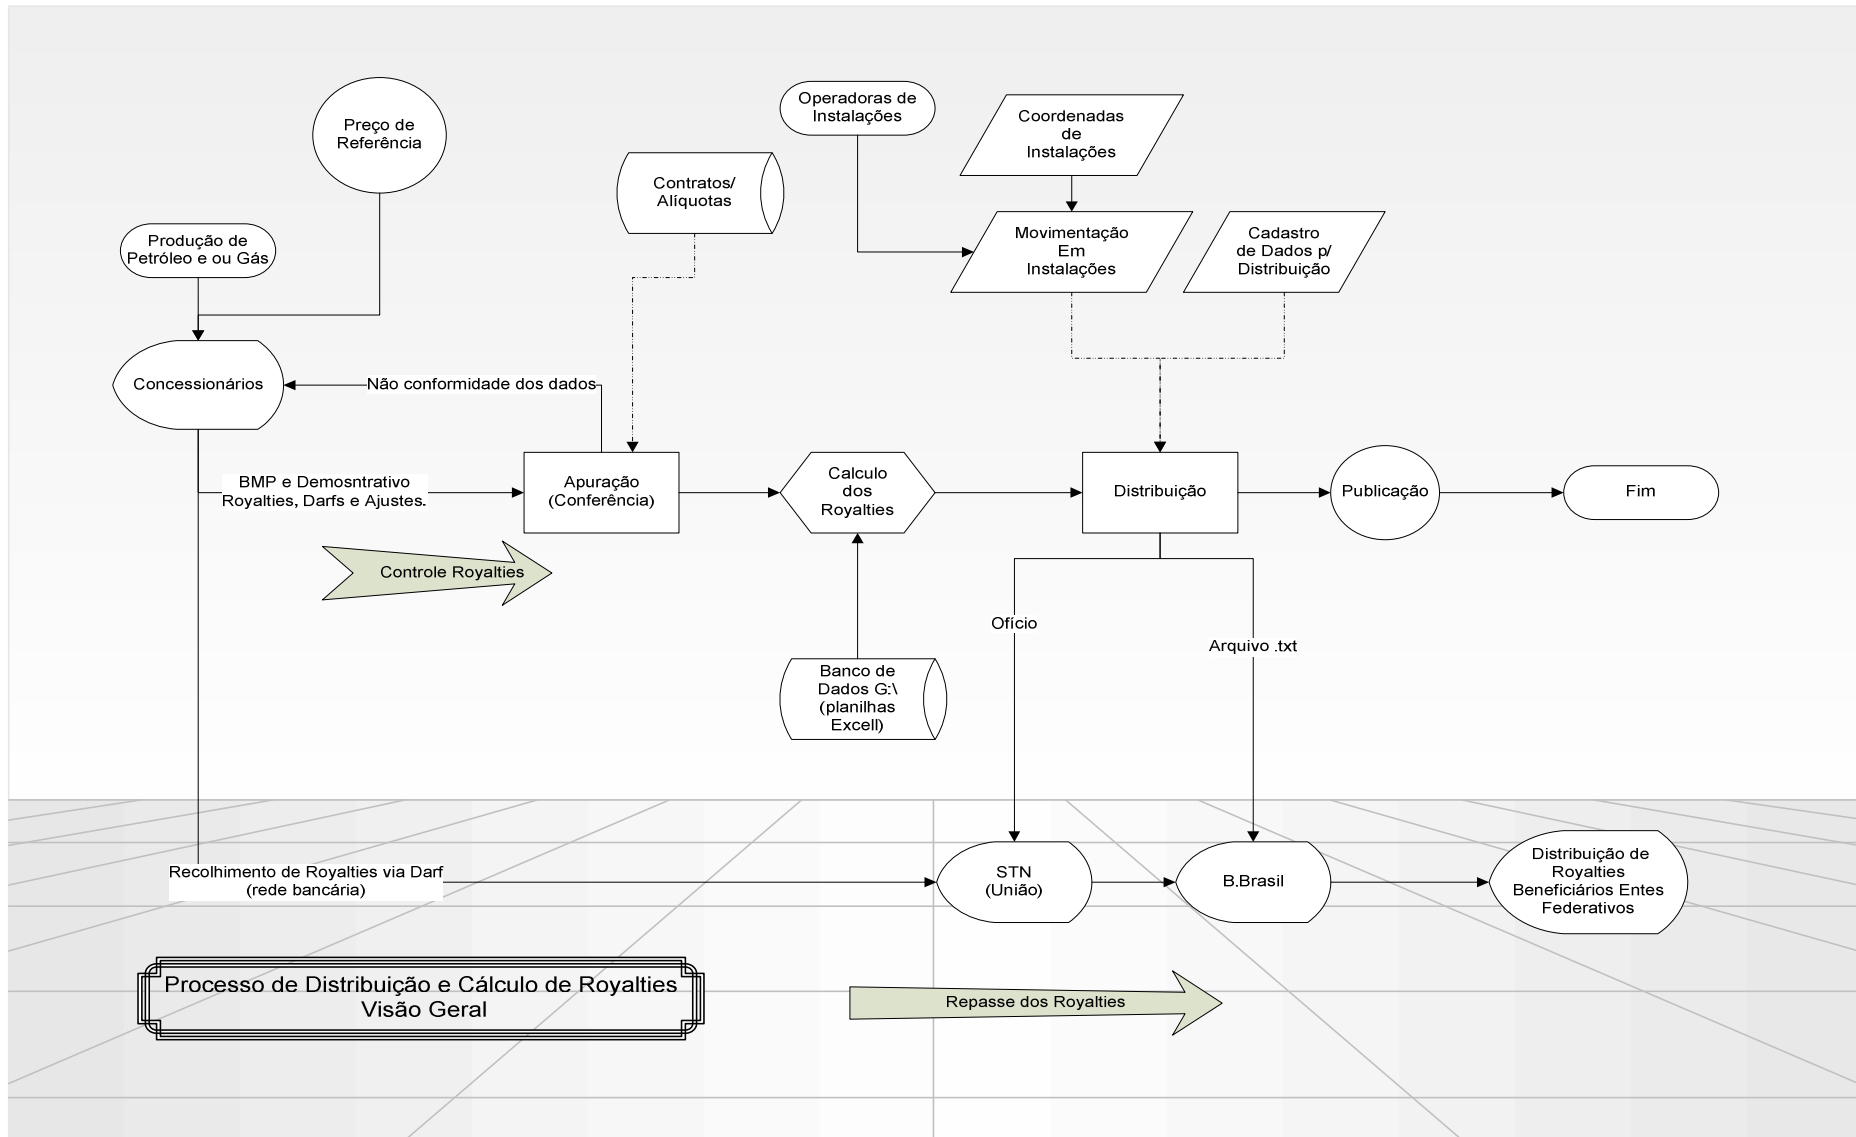 Preço de
Referência
Operadoras de
Instalações
Coordenadas
de
Instalações
Contratos/
Alíquotas
Produção de
Petróleo e ou Gás
Movimentação
Em
Instalações
Cadastro
de Dados p/
Distribuição
Concessionários
Não conformidade dos dados
BMP e Demosntrativo
Royalties, Darfs e Ajustes.
Apuração
(Conferência)
Calculo
dos
Royalties
Distribuição
Publicação
Fim
Controle Royalties
Ofício
Arquivo .txt
Banco de
Dados G:\
(planilhas
Excell)
Recolhimento de Royalties via Darf
(rede bancária)
STN
(União)
B.Brasil
Distribuição de
Royalties
Beneficiários Entes
Federativos
Processo de Distribuição e Cálculo de Royalties
Visão Geral
Repasse dos Royalties